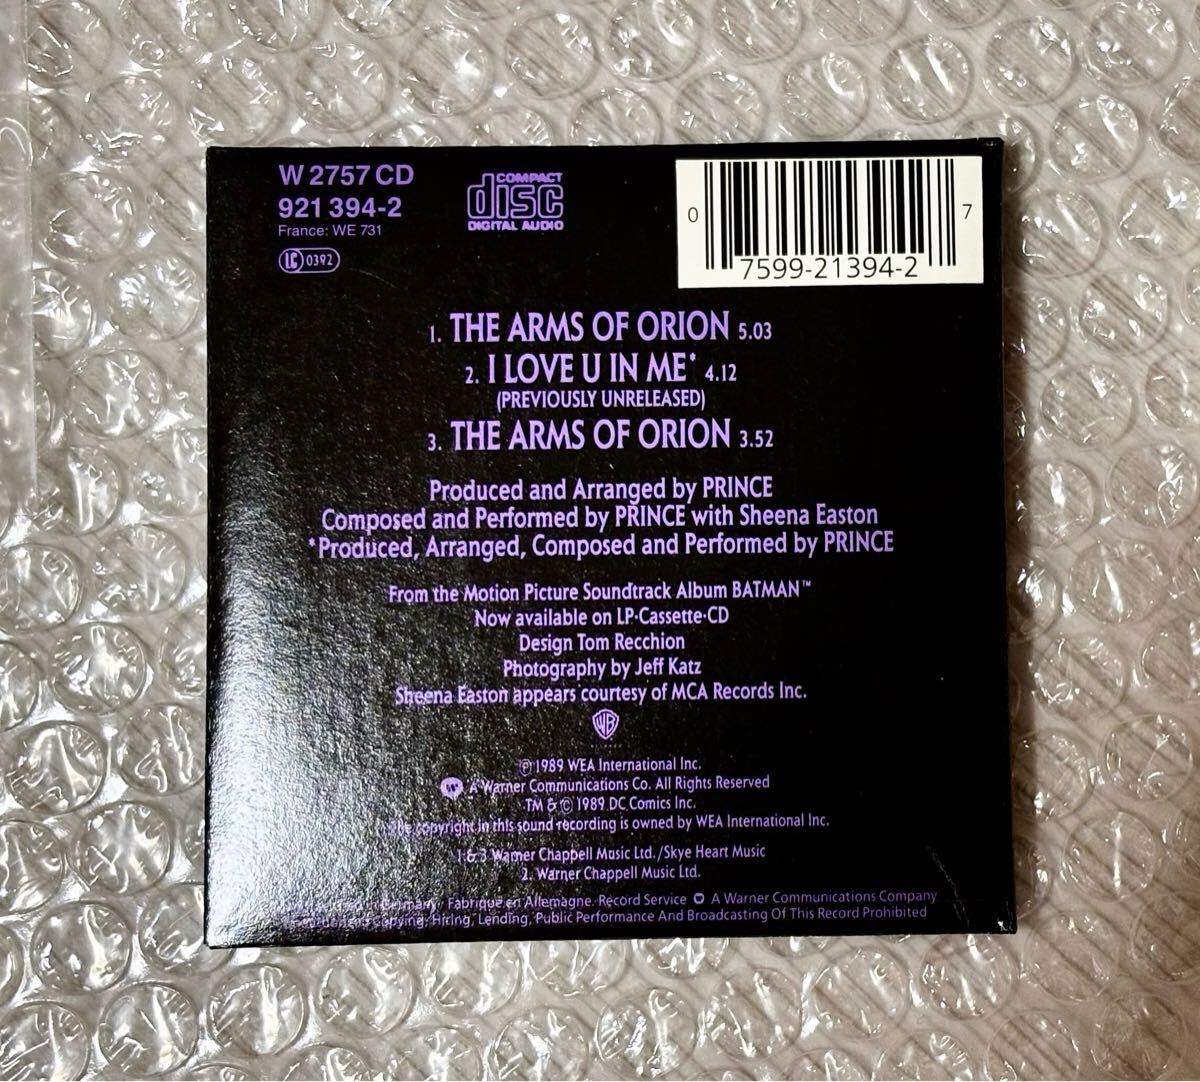 W 2757 CD
921 394-2
France: WE 731
LC 0392
COMPACT
disc
DIGITAL AUDIO
0 7599-21394-2 7
1. THE ARMS OF ORION 5.03
2. I LOVE U IN ME* 4.12
(PREVIOUSLY UNRELEASED)
3. THE ARMS OF ORION 3.52
Produced and Arranged by PRINCE
Composed and Performed by PRINCE with Sheena Easton
*Produced, Arranged, Composed and Performed by PRINCE
From the Motion Picture Soundtrack Album BATMAN™
Now available on LP·Cassette·CD
Design Tom Recchion
Photography by Jeff Katz
Sheena Easton appears courtesy of MCA Records Inc.
WB
℗ 1989 WEA International Inc.
A Warner Communications Co. All Rights Reserved
TM & © 1989 DC Comics Inc.
The copyright in this sound recording is owned by WEA International Inc.
1 & 3 Warner Chappell Music Ltd./Skye Heart Music
2. Warner Chappell Music Ltd.
Germany. Fabriqué en Allemagne. Record Service A Warner Communications Company
Copying, Hiring, Lending, Public Performance And Broadcasting Of This Record Prohibited